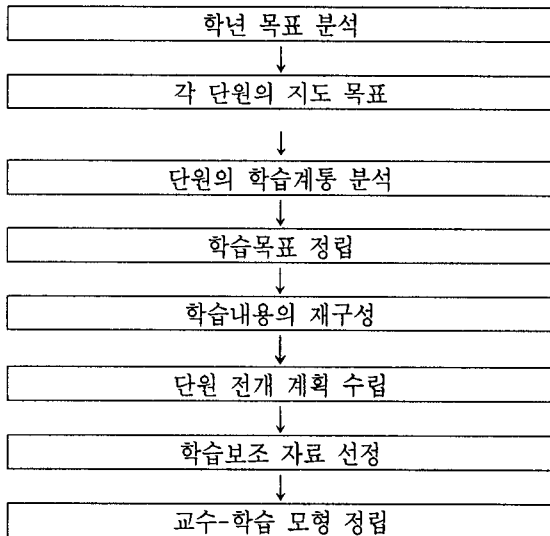 학년 목표 분석
각 단원의 지도 목표
단원의 학습계통 분석
학습목표 정립
학습내용의 재구성
단원 전개 계획 수립
학습보조 자료 선정
교수-학습 모형 정립